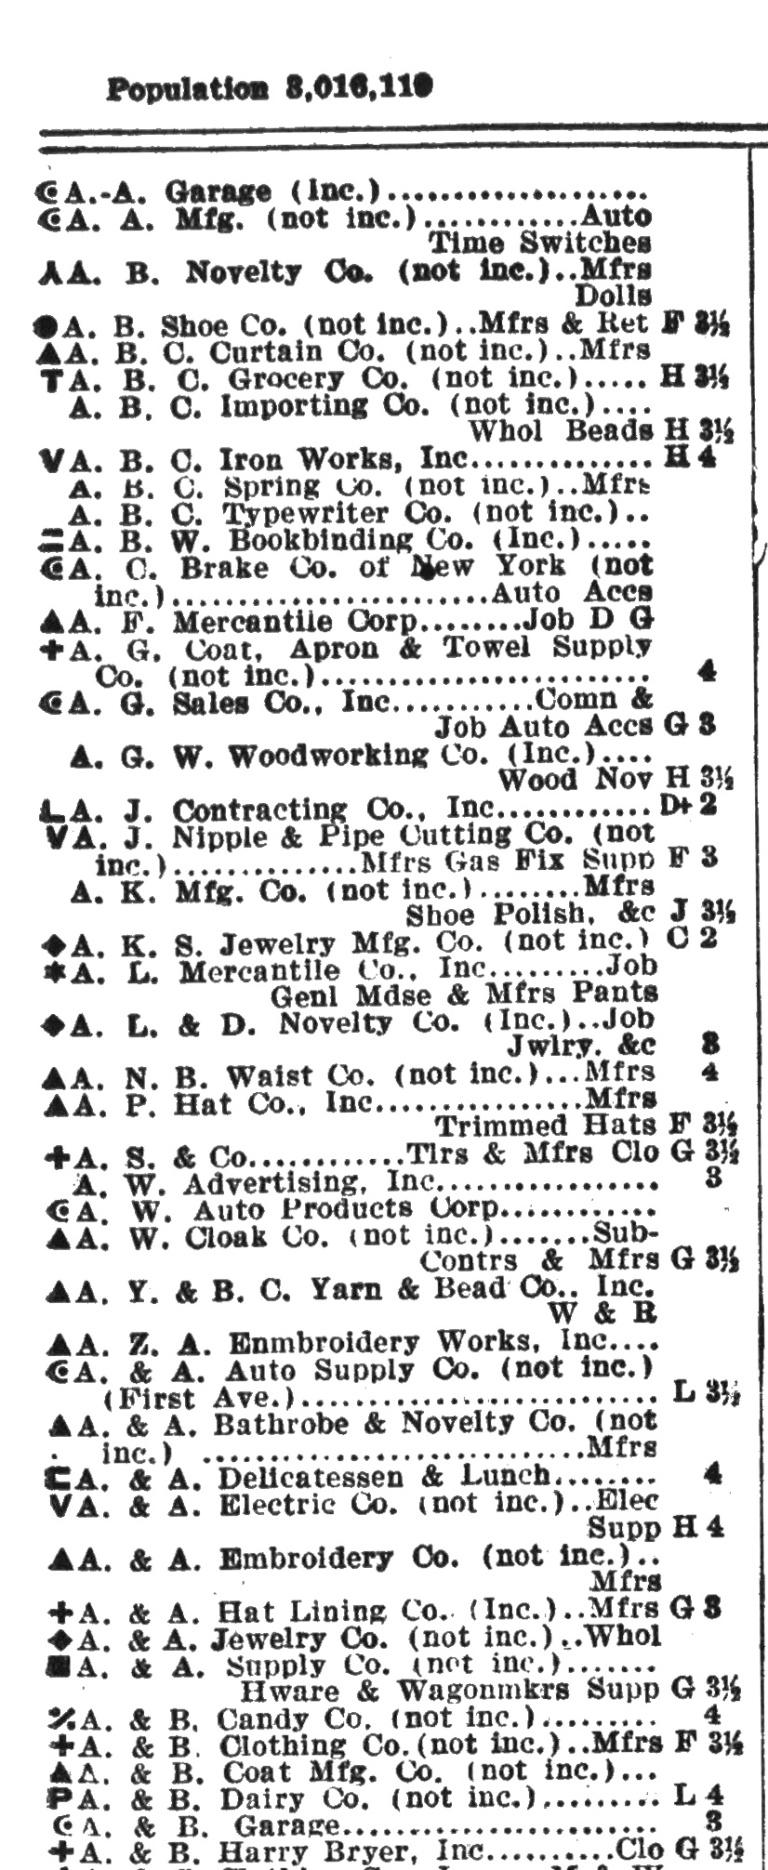 Population 8,016,110
A.-A. Garage (Inc.)....................
A. A. Mfg. (not inc.)............Auto
Time Switches
A. B. Novelty Co. (not inc.)..Mfrs
Dolls
A. B. Shoe Co. (not inc.)..Mfrs & Ret F 3½
A. B. C. Curtain Co. (not inc.)..Mfrs
T A. B. C. Grocery Co. (not inc.)..... H 3½
A. B. C. Importing Co. (not inc.)....
Whol Beads H 3½
V A. B. C. Iron Works, Inc.............. H 4
A. B. C. Spring Co. (not inc.)..Mfrs
A. B. C. Typewriter Co. (not inc.)..
A. B. W. Bookbinding Co. (Inc.).....
A. C. Brake Co. of New York (not
inc.)........................Auto Accs
▲A. F. Mercantile Corp........Job D G
+A. G. Coat, Apron & Towel Supply
Co. (not inc.)......................... 4
A. G. Sales Co., Inc...........Comn &
Job Auto Accs G 3
A. G. W. Woodworking Co. (Inc.)....
Wood Nov H 3½
L A. J. Contracting Co., Inc............ D+ 2
V A. J. Nipple & Pipe Cutting Co. (not
inc.)..............Mfrs Gas Fix Supp F 3
A. K. Mfg. Co. (not inc.)........Mfrs
Shoe Polish, &c J 3½
◆A. K. S. Jewelry Mfg. Co. (not inc.) C 2
*A. L. Mercantile Co., Inc.........Job
Genl Mdse & Mfrs Pants
◆A. L. & D. Novelty Co. (Inc.)..Job
Jwlry, &c 3
▲A. N. B. Waist Co. (not inc.)...Mfrs 4
▲A. P. Hat Co., Inc................Mfrs
Trimmed Hats F 3½
+A. S. & Co............Tlrs & Mfrs Clo G 3½
A. W. Advertising, Inc................. 3
A. W. Auto Products Corp............
▲A. W. Cloak Co. (not inc.).......Sub-
Contrs & Mfrs G 3½
▲A. Y. & B. C. Yarn & Bead Co., Inc.
W & R
▲A. Z. A. Enmbroidery Works, Inc....
A. & A. Auto Supply Co. (not inc.)
(First Ave.)........................... L 3½
▲A. & A. Bathrobe & Novelty Co. (not
inc.) .............................Mfrs
A. & A. Delicatessen & Lunch........ 4
V A. & A. Electric Co. (not inc.)..Elec
Supp H 4
▲A. & A. Embroidery Co. (not inc.)..
Mfrs
+A. & A. Hat Lining Co. (Inc.)..Mfrs G 3
◆A. & A. Jewelry Co. (not inc.)..Whol
■A. & A. Supply Co. (not inc.).......
Hware & Wagonmkrs Supp G 3½
A. & B. Candy Co. (not inc.)......... 4
+A. & B. Clothing Co. (not inc.)..Mfrs F 3½
▲A. & B. Coat Mfg. Co. (not inc.)...
P A. & B. Dairy Co. (not inc.)......... L 4
A. & B. Garage........................ 3
+A. & B. Harry Bryer, Inc..........Clo G 3½